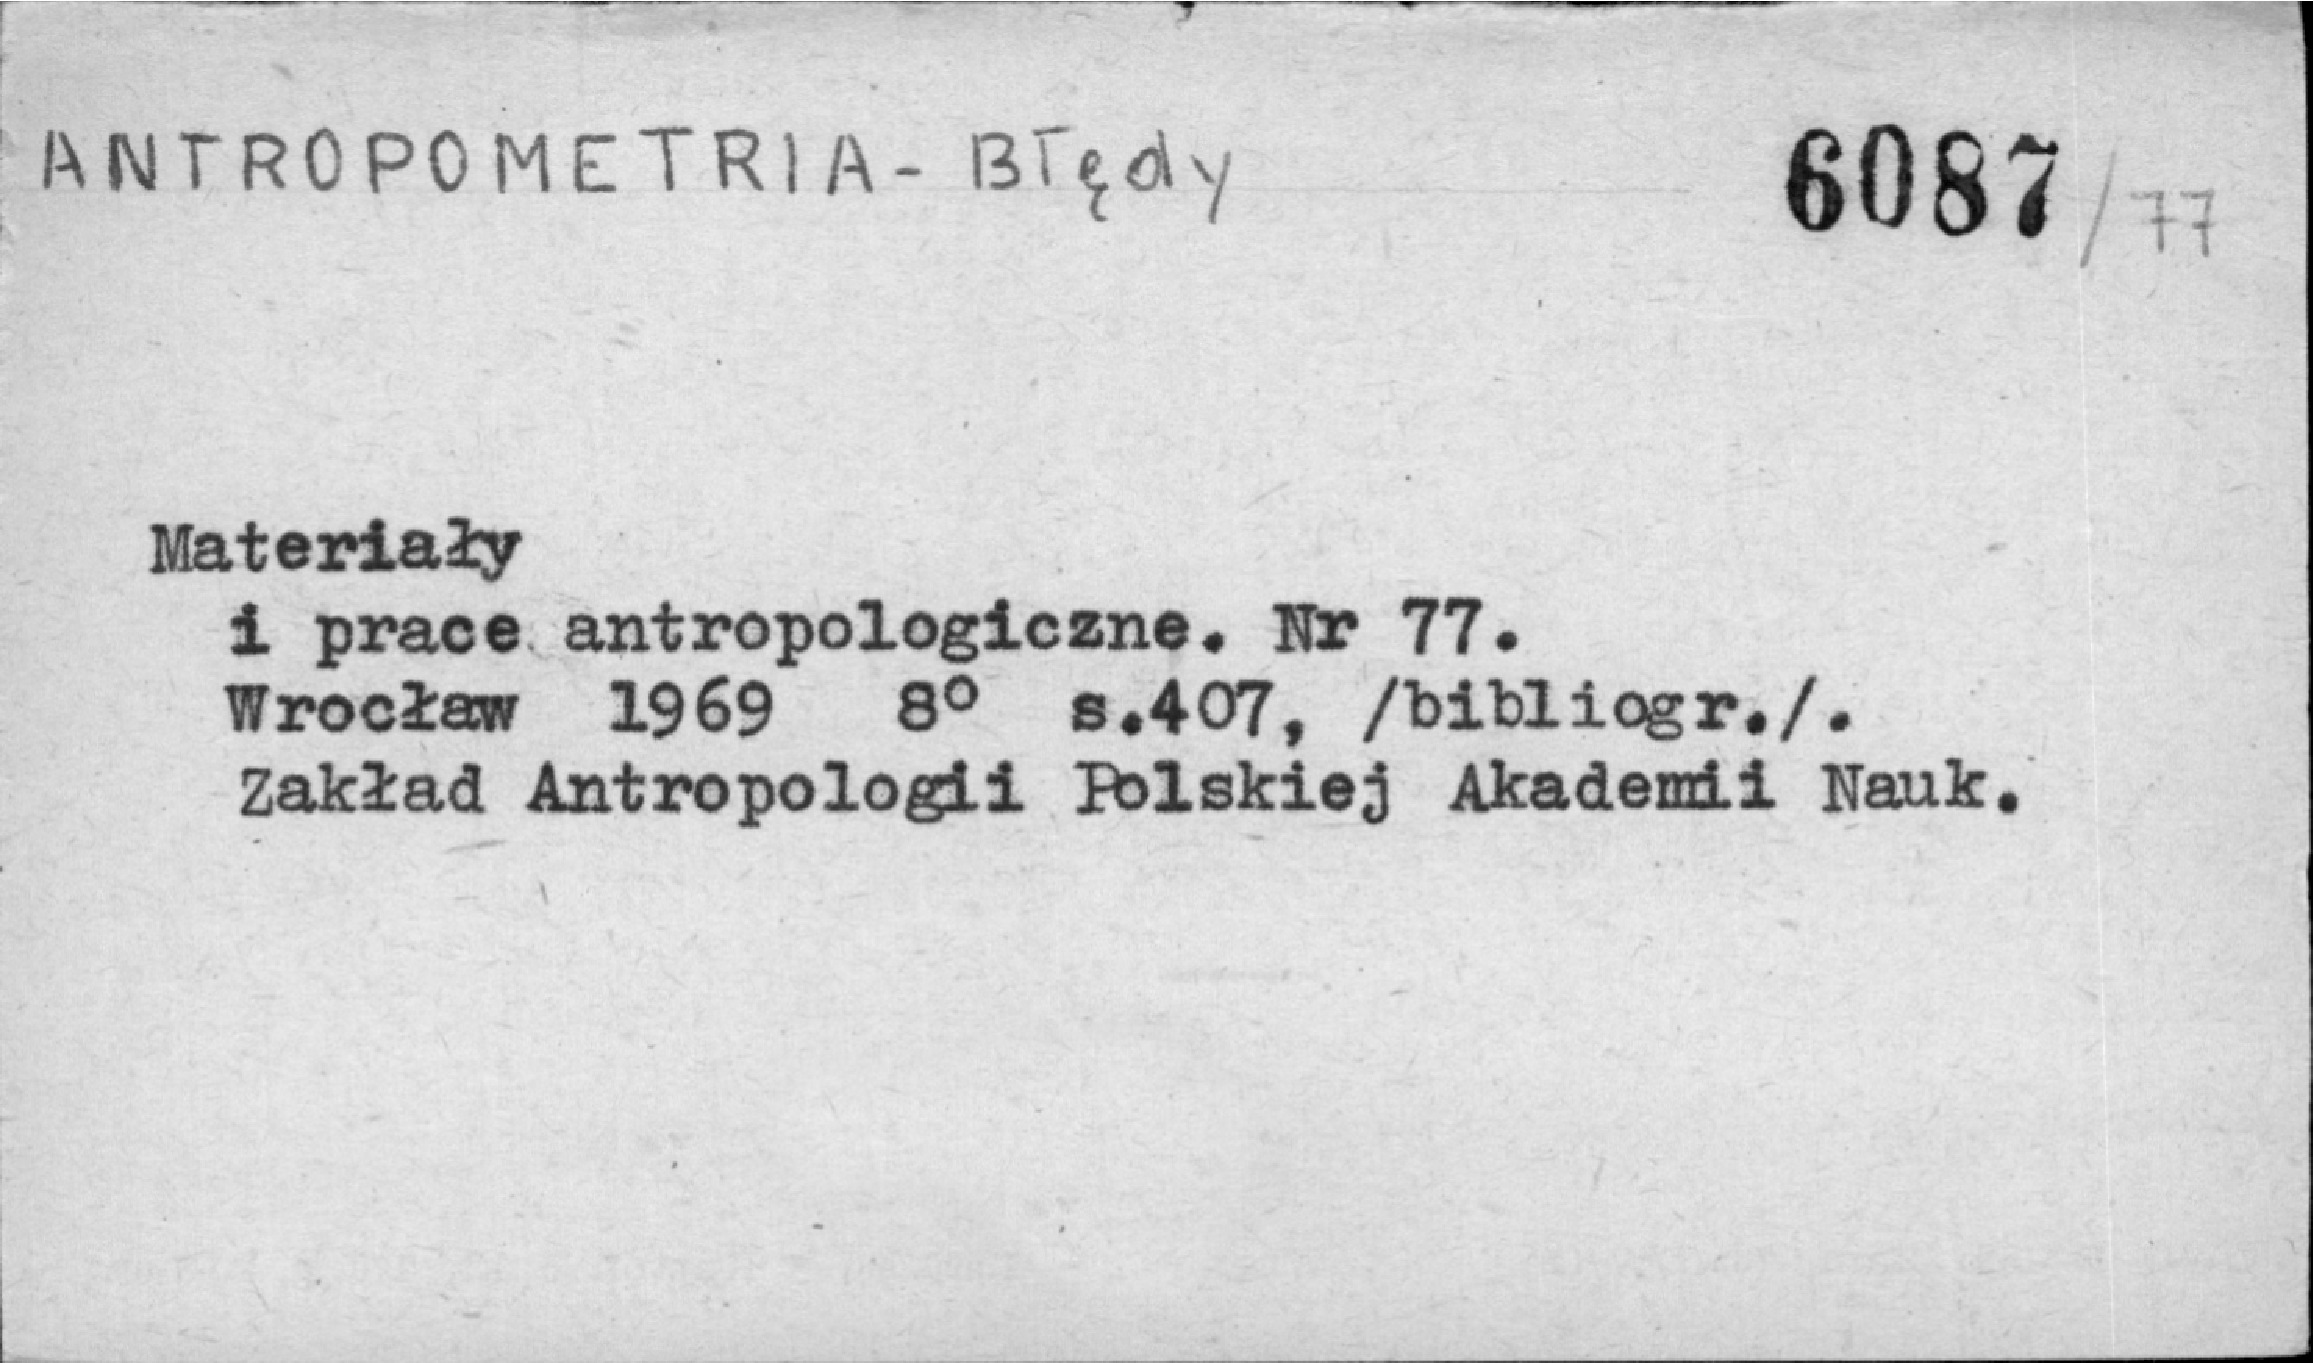 ANTROPOMETRIA - Błędy 6087/77
Materiały
i prace antropologiczne. Nr 77.
Wrocław 1969 8° s.407, /bibliogr./.
Zakład Antropologii Polskiej Akademii Nauk.